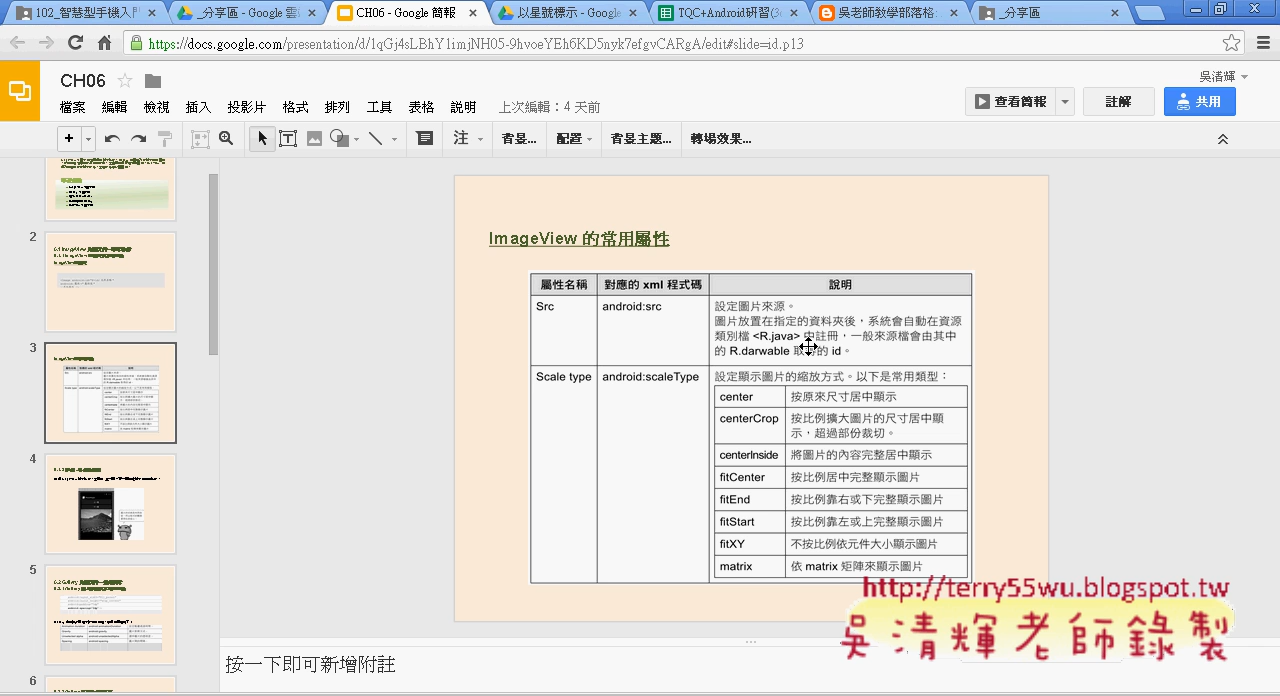 102_智慧型手機入門
_分享區 - Google 雲
CH06 - Google 簡報
以星號標示 - Google
TQC+Android研習(3
吳老師教學部落格
_分享區
CH06
上次編輯：4 天前
吳清輝
檔案 編輯 檢視 插入 投影片 格式 排列 工具 表格 說明
查看簡報 註解 共用
注 背景... 配置 背景主題... 轉場效果...
2
3
4
5
6
ImageView 的常用屬性
屬性名稱 對應的 xml 程式碼 說明
Src android:src 設定圖片來源。
圖片放置在指定的資料夾後，系統會自動在資源
類別檔 <R.java> 中註冊，一般來源檔會由其中
的 R.darwable 取得的 id。
Scale type android:scaleType 設定顯示圖片的縮放方式。以下是常用類型：
center 按原來尺寸居中顯示
centerCrop 按比例擴大圖片的尺寸居中顯
示，超過部份裁切。
centerInside 將圖片的內容完整居中顯示
fitCenter 按比例居中完整顯示圖片
fitEnd 按比例靠右或下完整顯示圖片
fitStart 按比例靠左或上完整顯示圖片
fitXY 不按比例依元件大小顯示圖片
matrix 依 matrix 矩陣來顯示圖片
http://terry55wu.blogspot.tw
吳清輝老師錄製
按一下即可新增附註